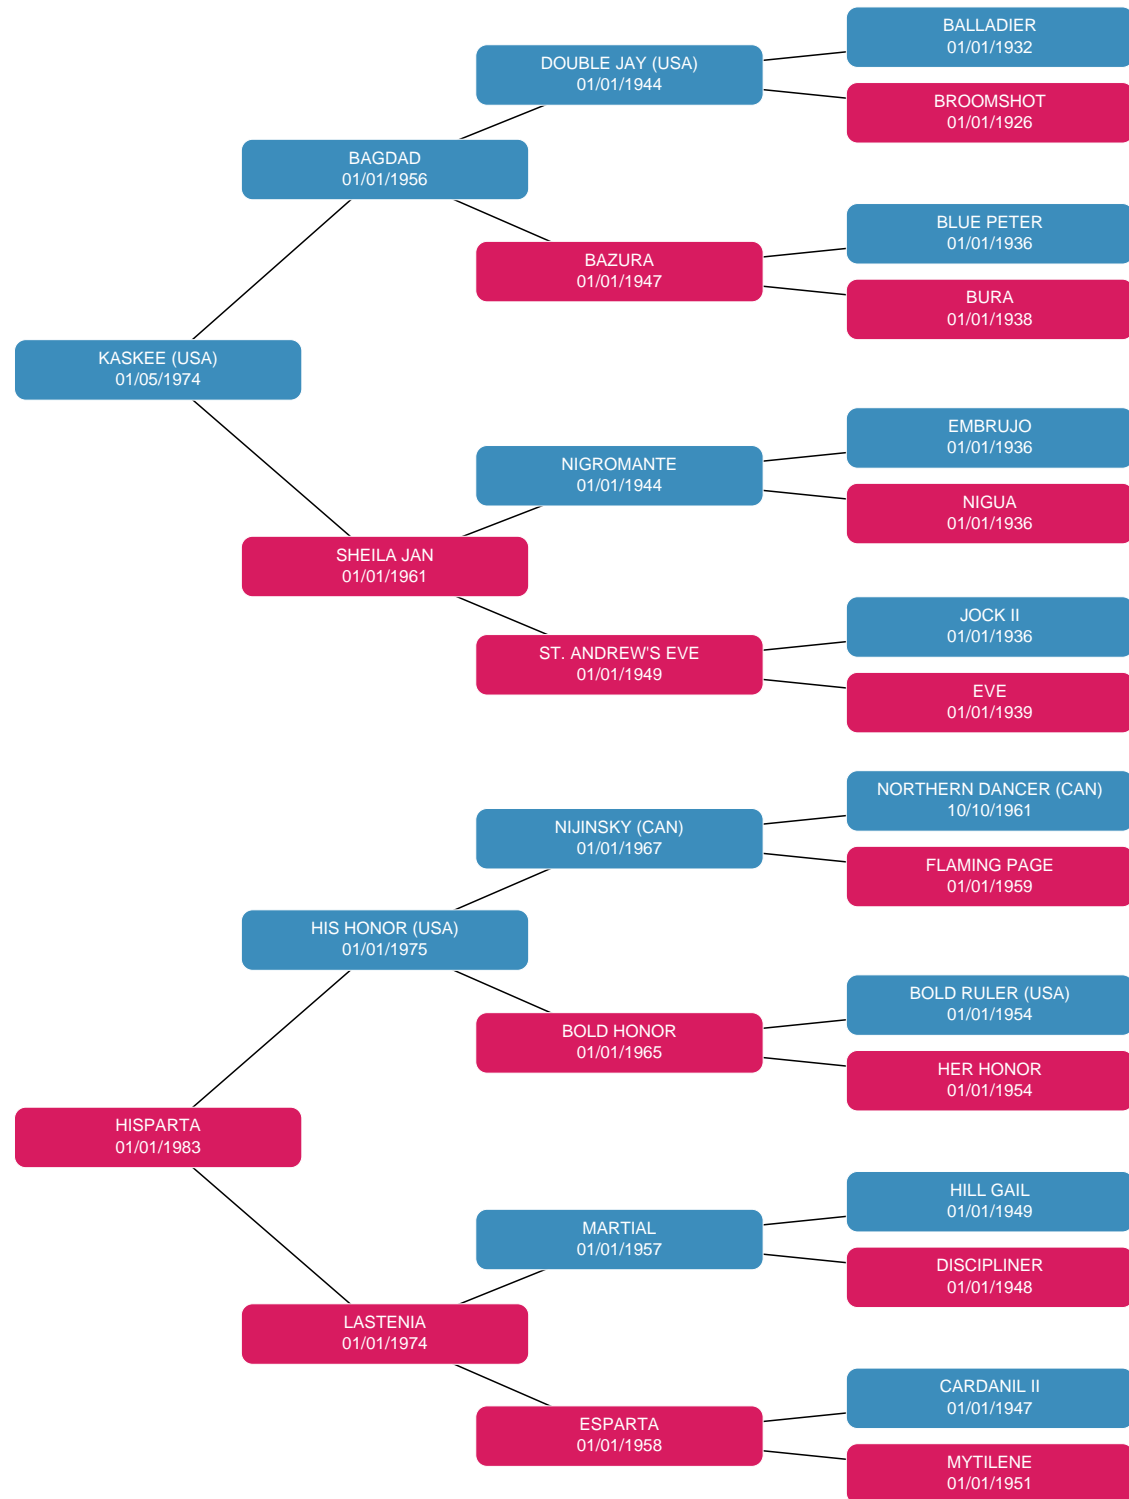 BALLADIER
01/01/1932
DOUBLE JAY (USA)
01/01/1944
BROOMSHOT
01/01/1926
BAGDAD
01/01/1956
BLUE PETER
01/01/1936
BAZURA
01/01/1947
BURA
01/01/1938
KASKEE (USA)
01/05/1974
EMBRUJO
01/01/1936
NIGROMANTE
01/01/1944
NIGUA
01/01/1936
SHEILA JAN
01/01/1961
JOCK II
01/01/1936
ST. ANDREW'S EVE
01/01/1949
EVE
01/01/1939
NORTHERN DANCER (CAN)
10/10/1961
NIJINSKY (CAN)
01/01/1967
FLAMING PAGE
01/01/1959
HIS HONOR (USA)
01/01/1975
BOLD RULER (USA)
01/01/1954
BOLD HONOR
01/01/1965
HER HONOR
01/01/1954
HISPARTA
01/01/1983
HILL GAIL
01/01/1949
MARTIAL
01/01/1957
DISCIPLINER
01/01/1948
LASTENIA
01/01/1974
CARDANIL II
01/01/1947
ESPARTA
01/01/1958
MYTILENE
01/01/1951